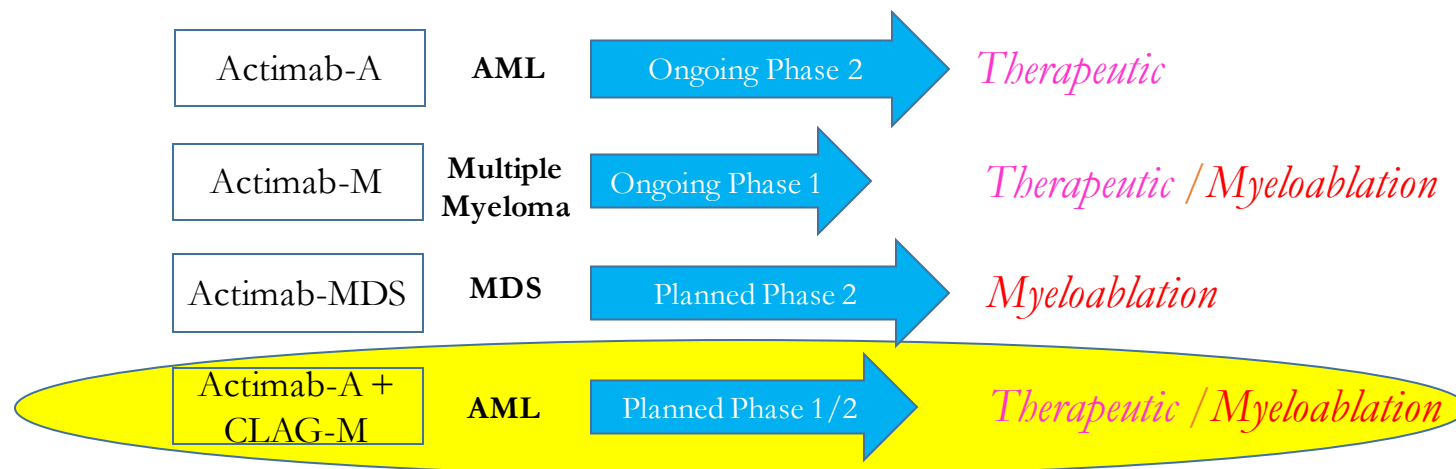 Actimab-A AML Ongoing Phase 2 Therapeutic
Actimab-M Multiple Myeloma Ongoing Phase 1 Therapeutic / Myeloablation
Actimab-MDS MDS Planned Phase 2 Myeloablation
Actimab-A + CLAG-M AML Planned Phase 1/2 Therapeutic / Myeloablation